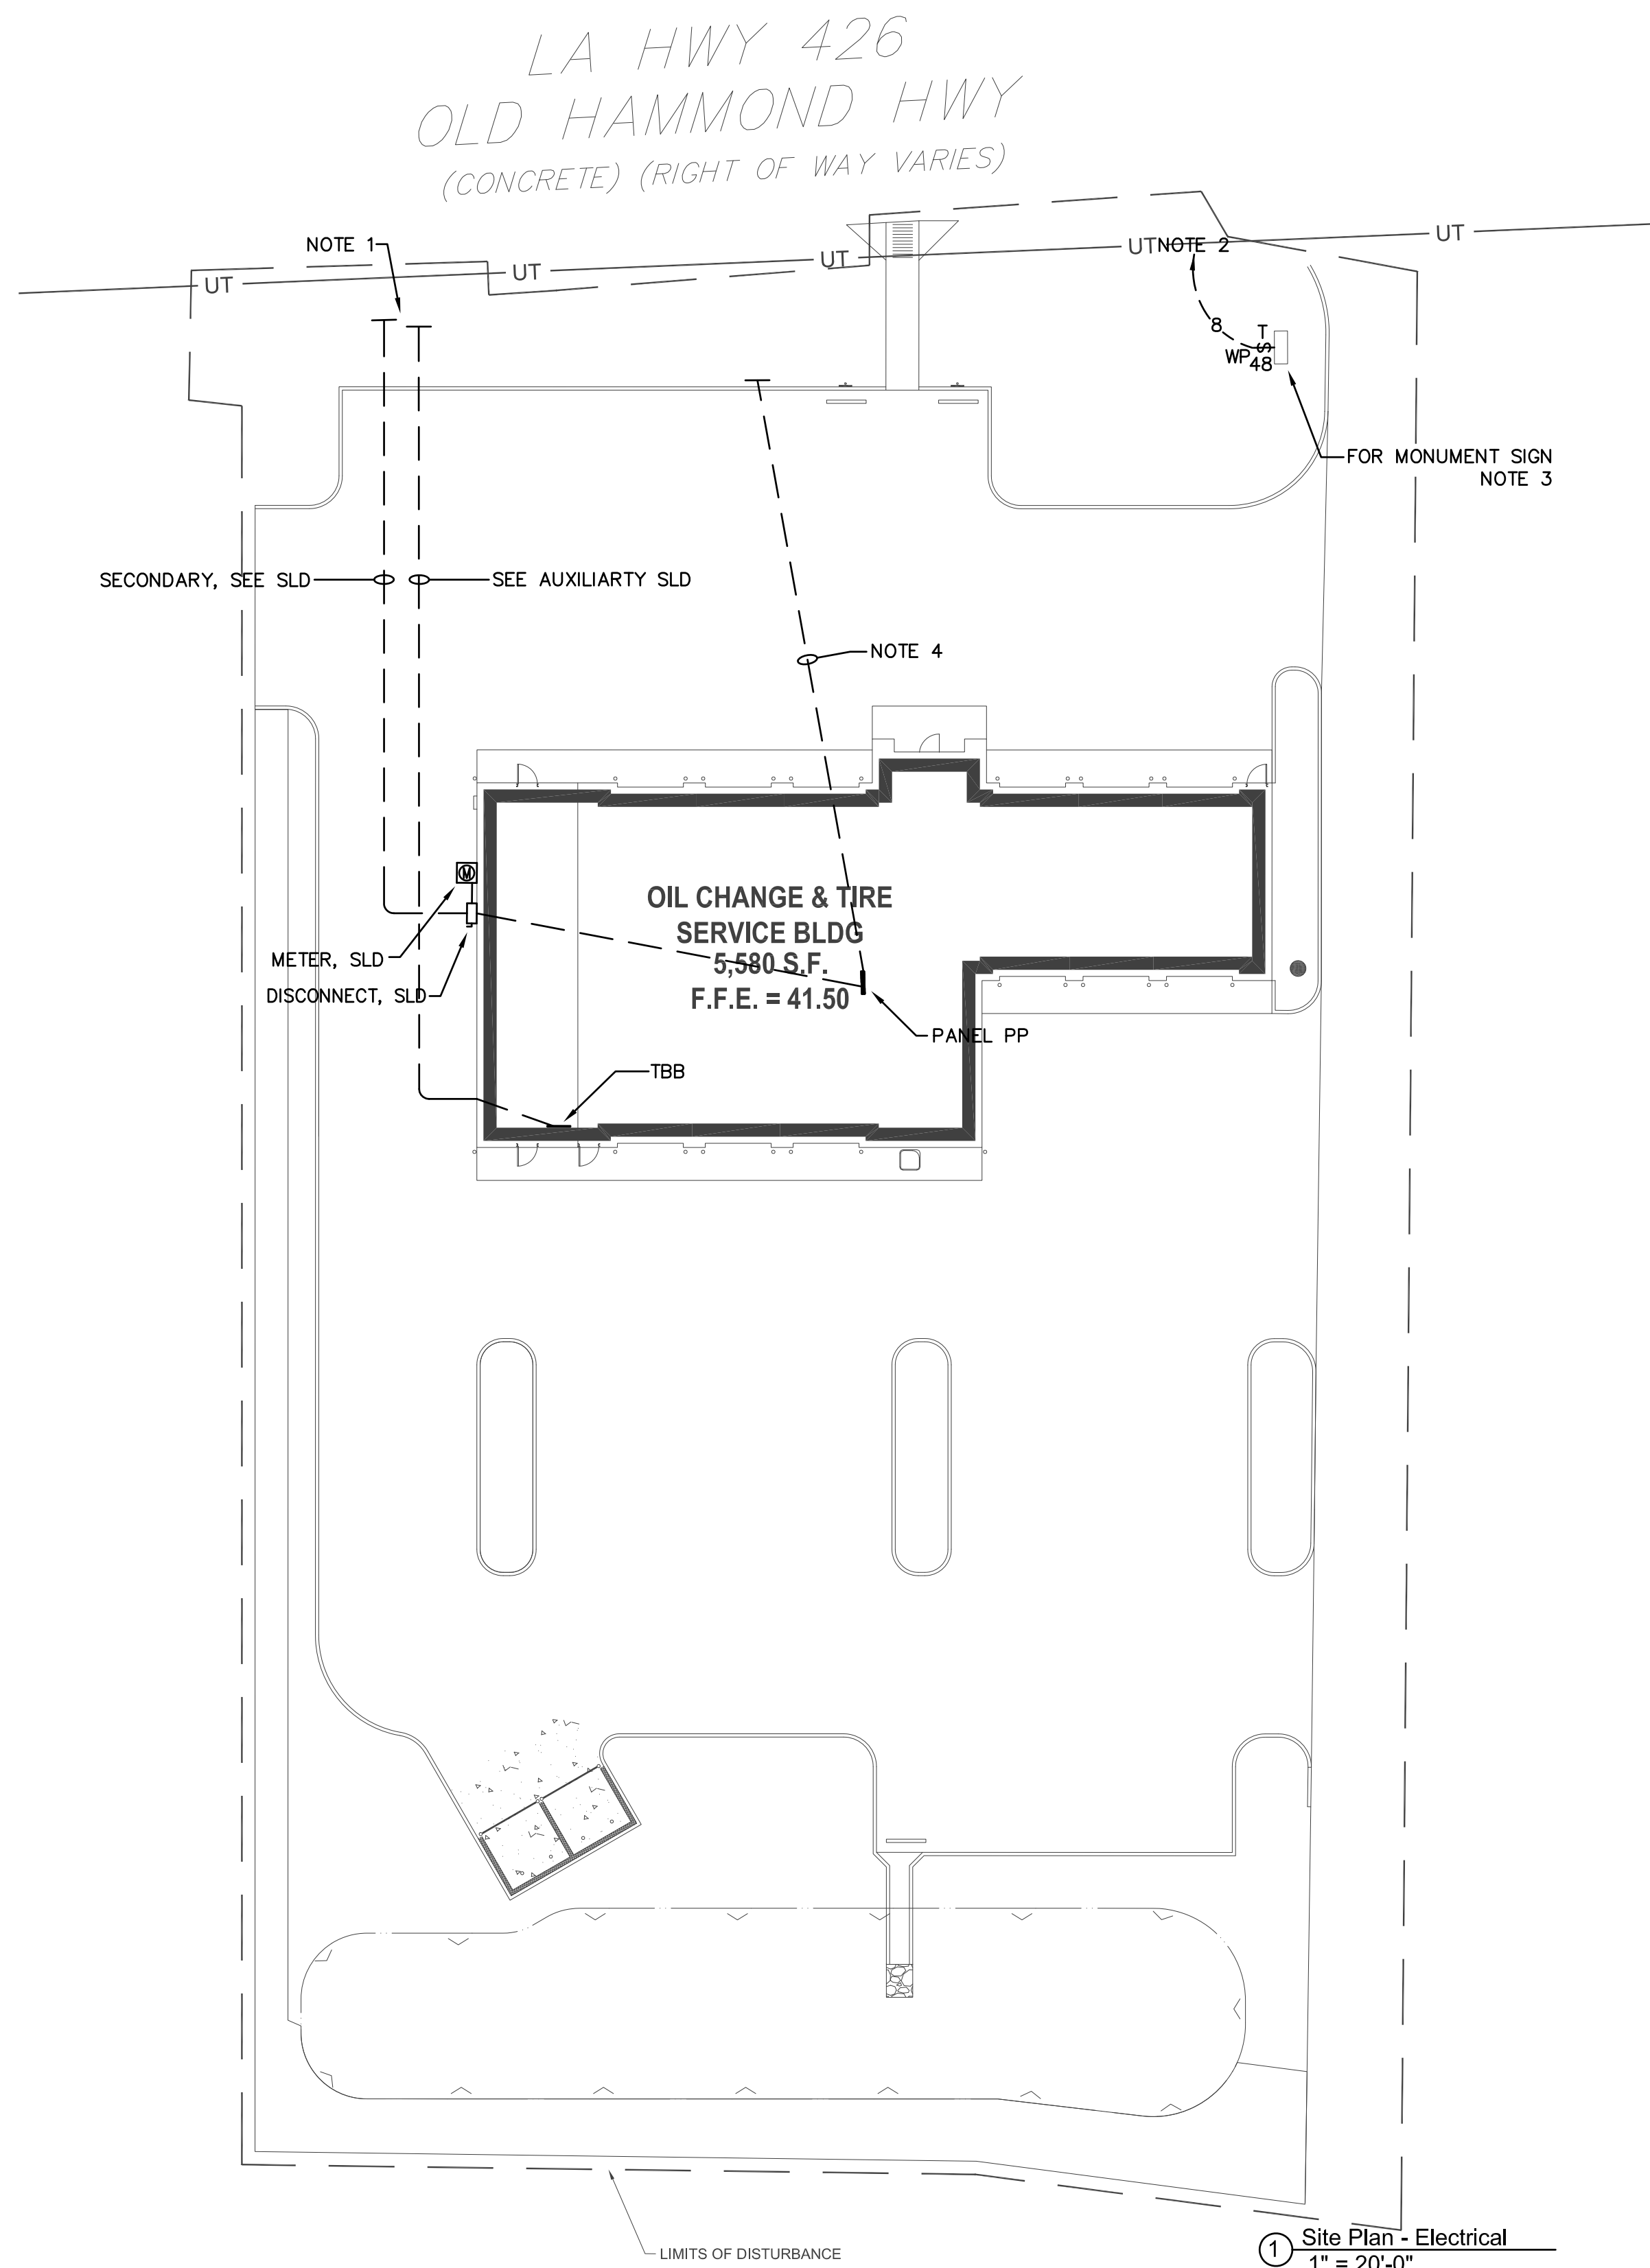 LA HWY 426
OLD HAMMOND HWY
(CONCRETE) (RIGHT OF WAY VARIES)
NOTE 1
UT
UT
UT
UT
NOTE 2
UT
8
T
S
WP
48
FOR MONUMENT SIGN
NOTE 3
SECONDARY, SEE SLD
SEE AUXILIARTY SLD
NOTE 4
M
OIL CHANGE & TIRE
SERVICE BLDG
5,580 S.F.
F.F.E. = 41.50
METER, SLD
DISCONNECT, SLD
PANEL PP
TBB
LIMITS OF DISTURBANCE
1
Site Plan - Electrical
1" = 20'-0"